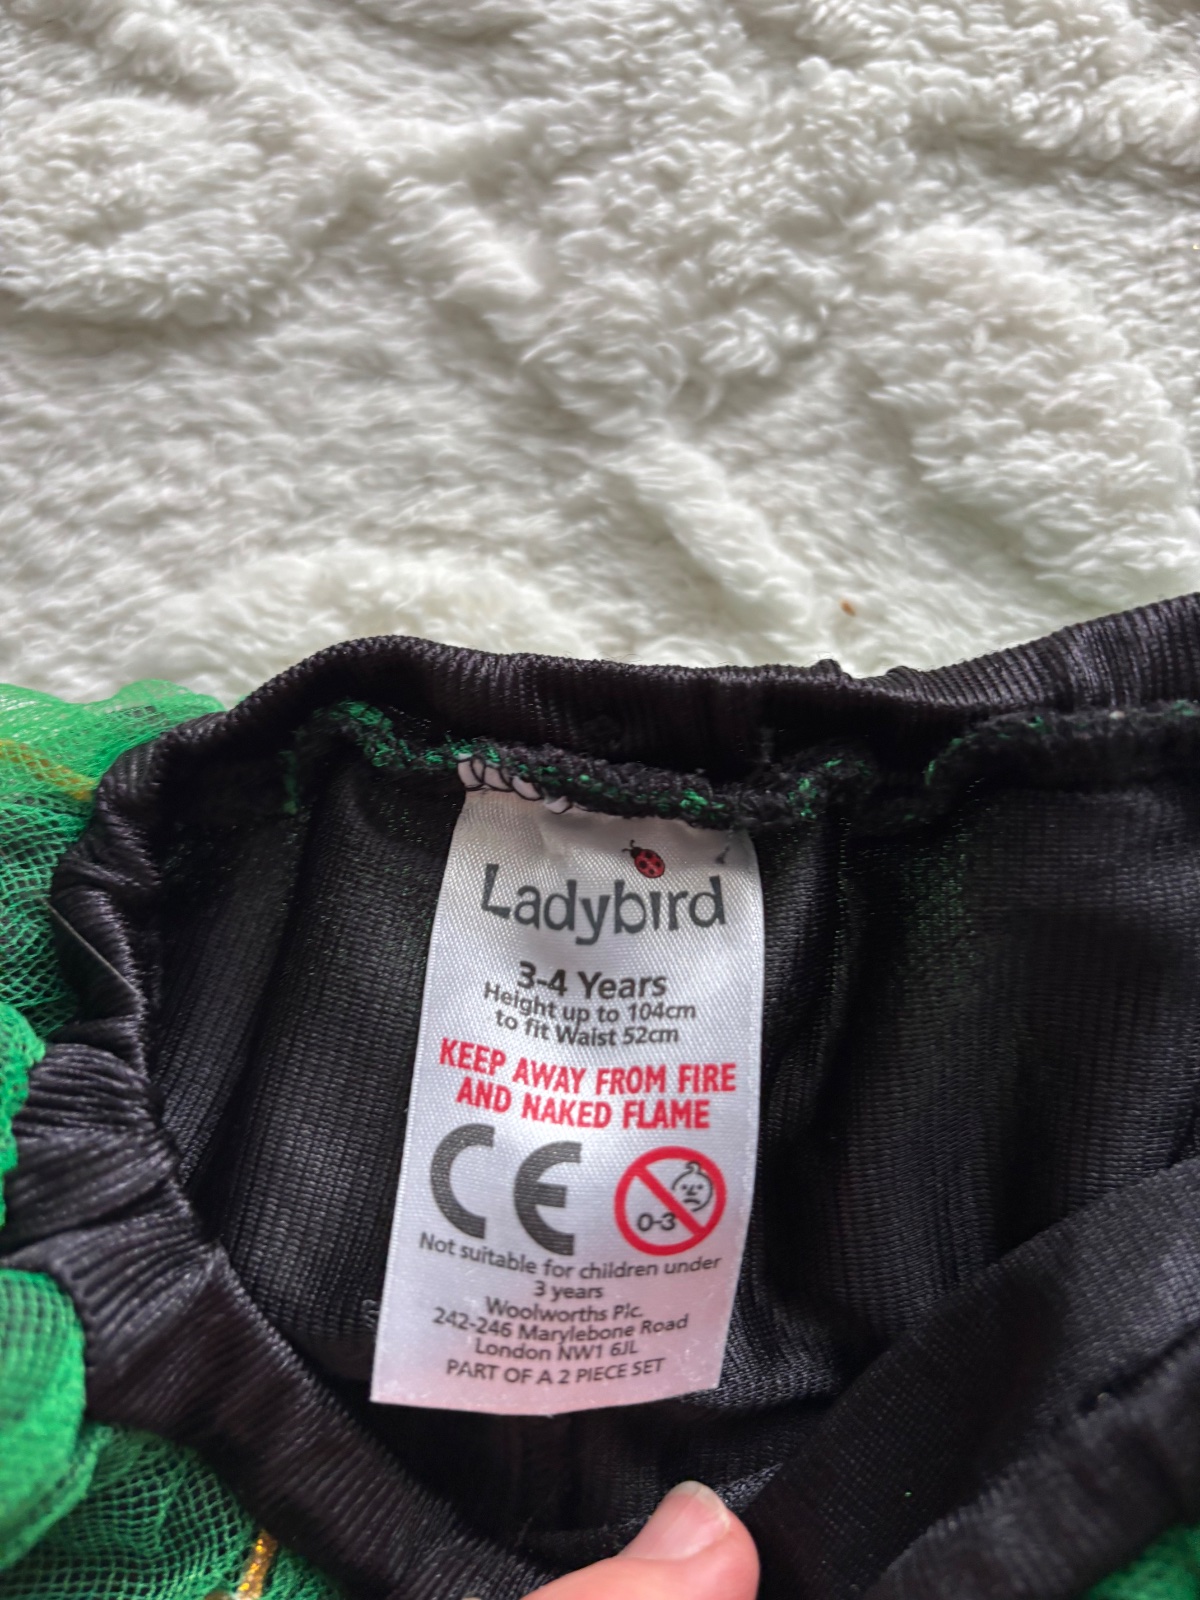 Ladybird
3-4 Years
Height up to 104cm
to fit Waist 52cm
KEEP AWAY FROM FIRE
AND NAKED FLAME
CE
0-3
Not suitable for children under
3 years
Woolworths Plc.
242-246 Marylebone Road
London NW1 6JL
PART OF A 2 PIECE SET